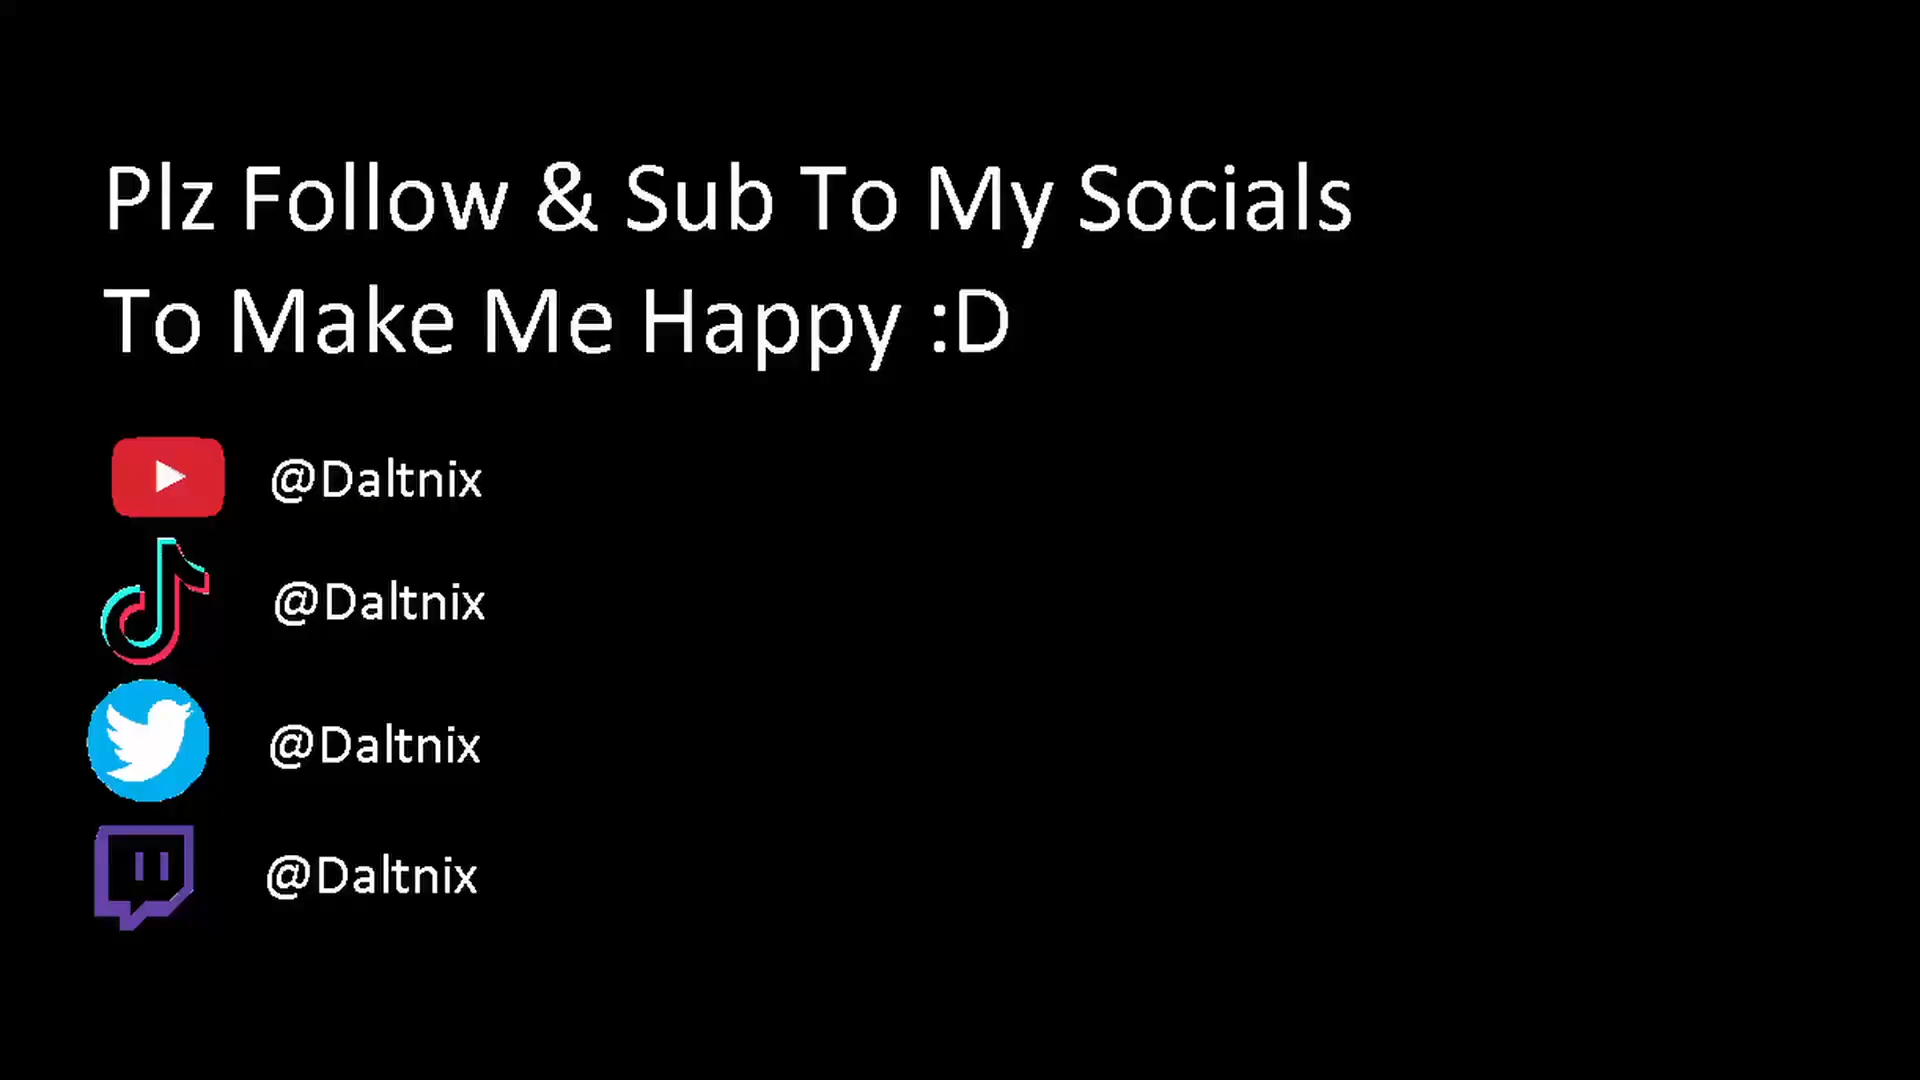 Plz Follow & Sub To My Socials
To Make Me Happy :D
@Daltnix
@Daltnix
@Daltnix
@Daltnix